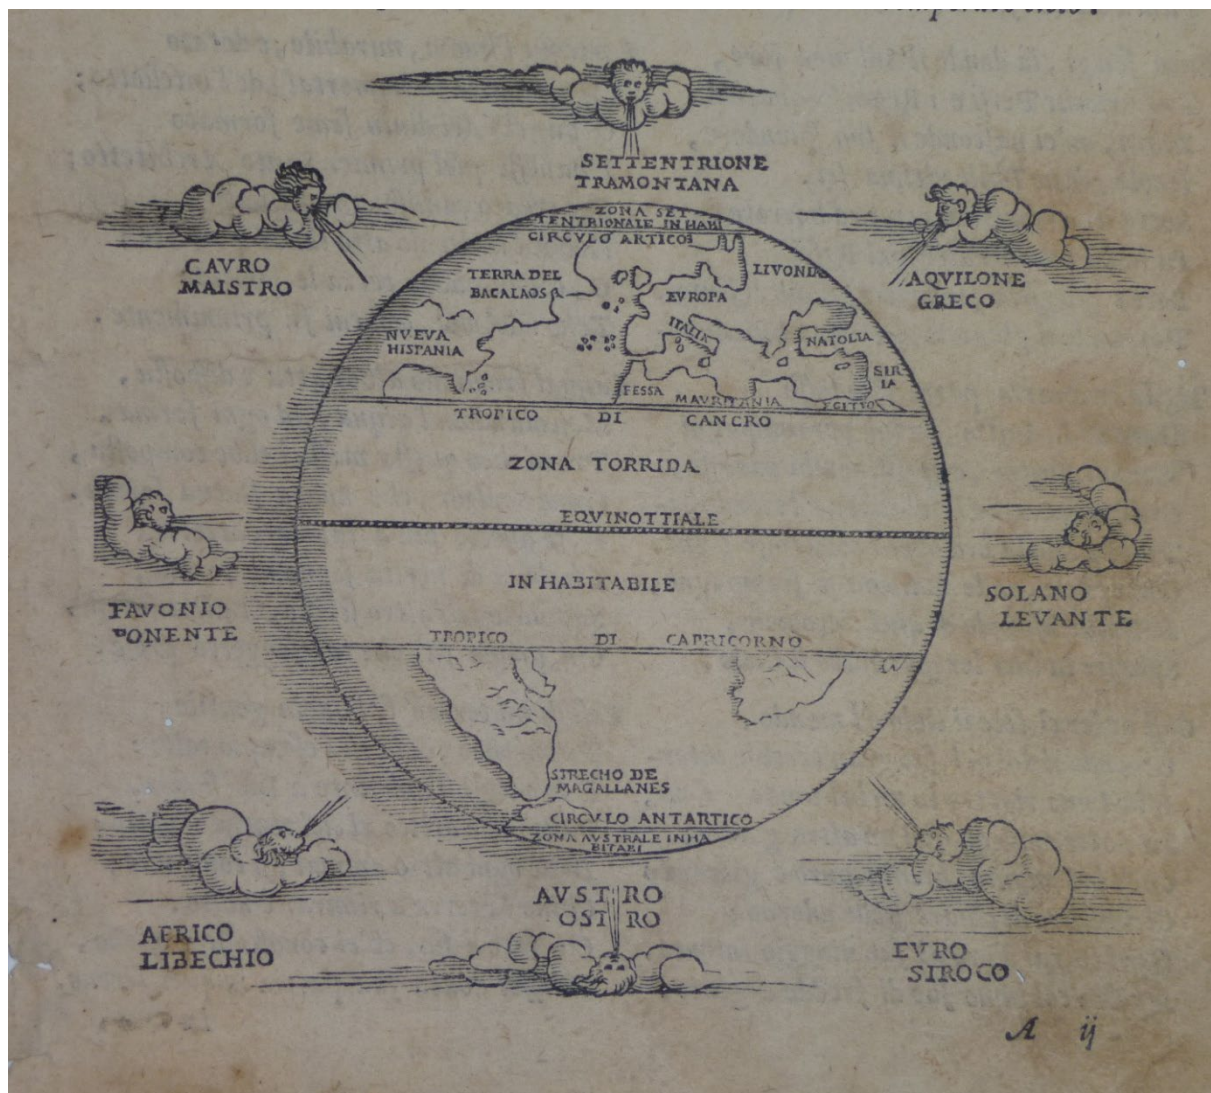 SETTENTRIONE
TRAMONTANA
CAVRO
MAISTRO
AQVILONE
GRECO
ZONA SET
TENTRIONALE IN HABI
CIRCVLO ARTICO
TERRA DEL
BACALAOS
LIVONIA
EVROPA
ITALIA
NVEVA
HISPANIA
NATOLIA
SIR
IA
FESSA
MAVRITANIA
EGITTO
TROPICO DI CANCRO
ZONA TORRIDA
EQVINOTTIALE
IN HABITABILE
FAVONIO
PONENTE
SOLANO
LEVANTE
TROPICO DI CAPRICORNO
STRECHO DE
MAGALLANES
CIRCVLO ANTARTICO
ZONA AVSTRALE INHA
BITABI
AVSTRO
OSTRO
AFRICO
LIBECHIO
EVRO
SIROCO
A ij